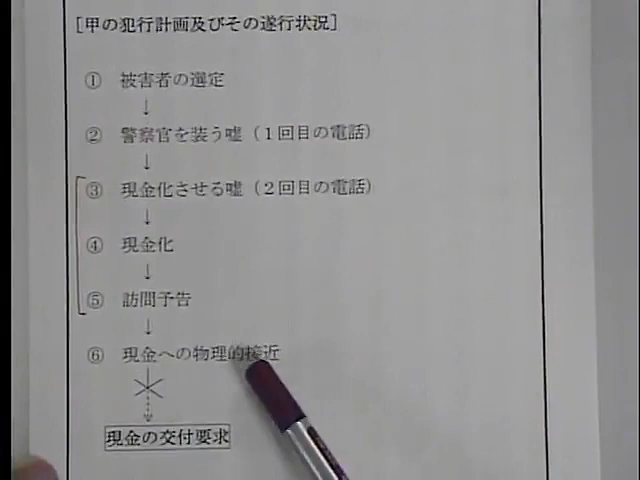 ［甲の犯行計画及びその遂行状況］
① 被害者の選定
↓
② 警察官を装う嘘（１回目の電話）
↓
③ 現金化させる嘘（２回目の電話）
↓
④ 現金化
↓
⑤ 訪問予告
↓
⑥ 現金への物理的接近
現金の交付要求